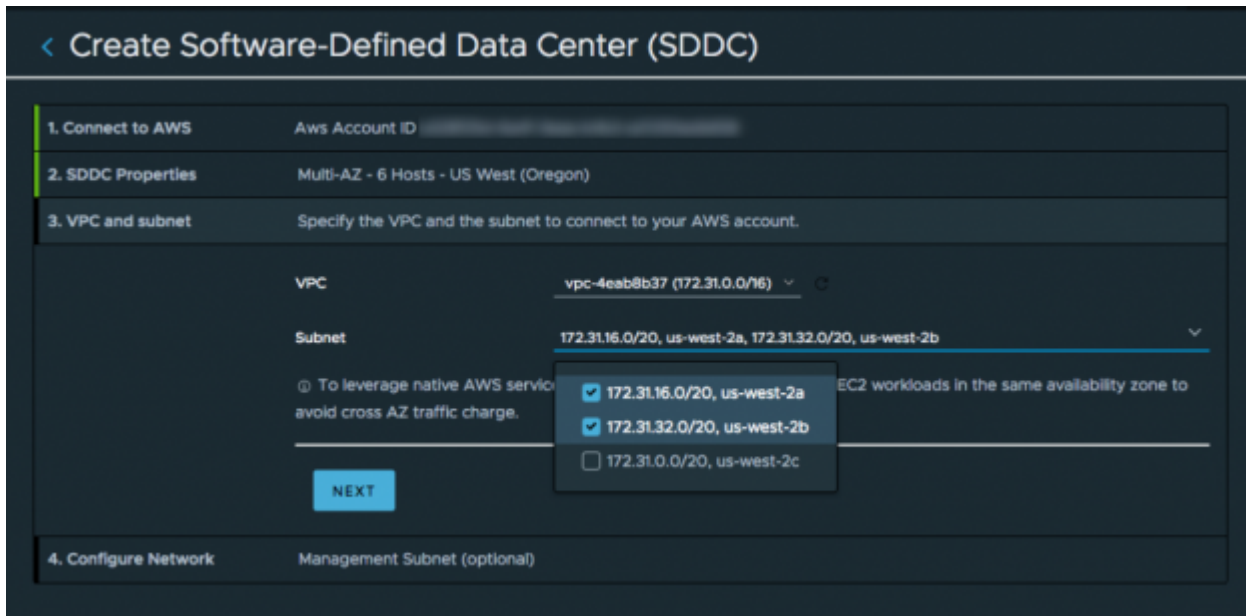 Create Software-Defined Data Center (SDDC)
1. Connect to AWS
Aws Account ID
2. SDDC Properties
Multi-AZ - 6 Hosts - US West (Oregon)
3. VPC and subnet
Specify the VPC and the subnet to connect to your AWS account.
VPC
vpc-4eab8b37 (172.31.0.0/16)
Subnet
172.31.16.0/20, us-west-2a, 172.31.32.0/20, us-west-2b
To leverage native AWS servic
EC2 workloads in the same availability zone to
avoid cross AZ traffic charge.
172.31.16.0/20, us-west-2a
172.31.32.0/20, us-west-2b
172.31.0.0/20, us-west-2c
NEXT
4. Configure Network
Management Subnet (optional)